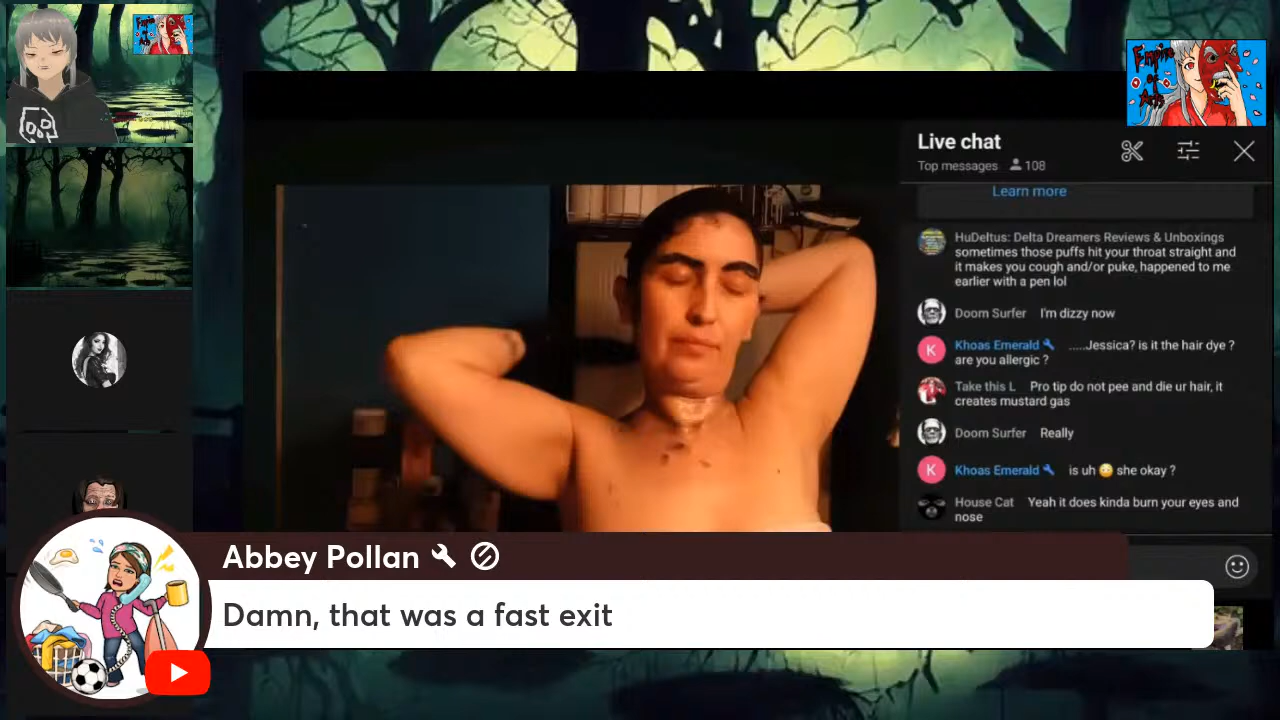 Empire
of
Arts
Live chat
Top messages 108
Learn more
HuDeltus: Delta Dreamers Reviews & Unboxings
sometimes those puffs hit your throat straight and
it makes you cough and/or puke, happened to me
earlier with a pen lol
Doom Surfer I'm dizzy now
K Khoas Emerald .....Jessica? is it the hair dye ?
are you allergic ?
Take this L Pro tip do not pee and die ur hair, it
creates mustard gas
Doom Surfer Really
K Khoas Emerald is uh 😳 she okay ?
House Cat Yeah it does kinda burn your eyes and
nose
Abbey Pollan
Damn, that was a fast exit